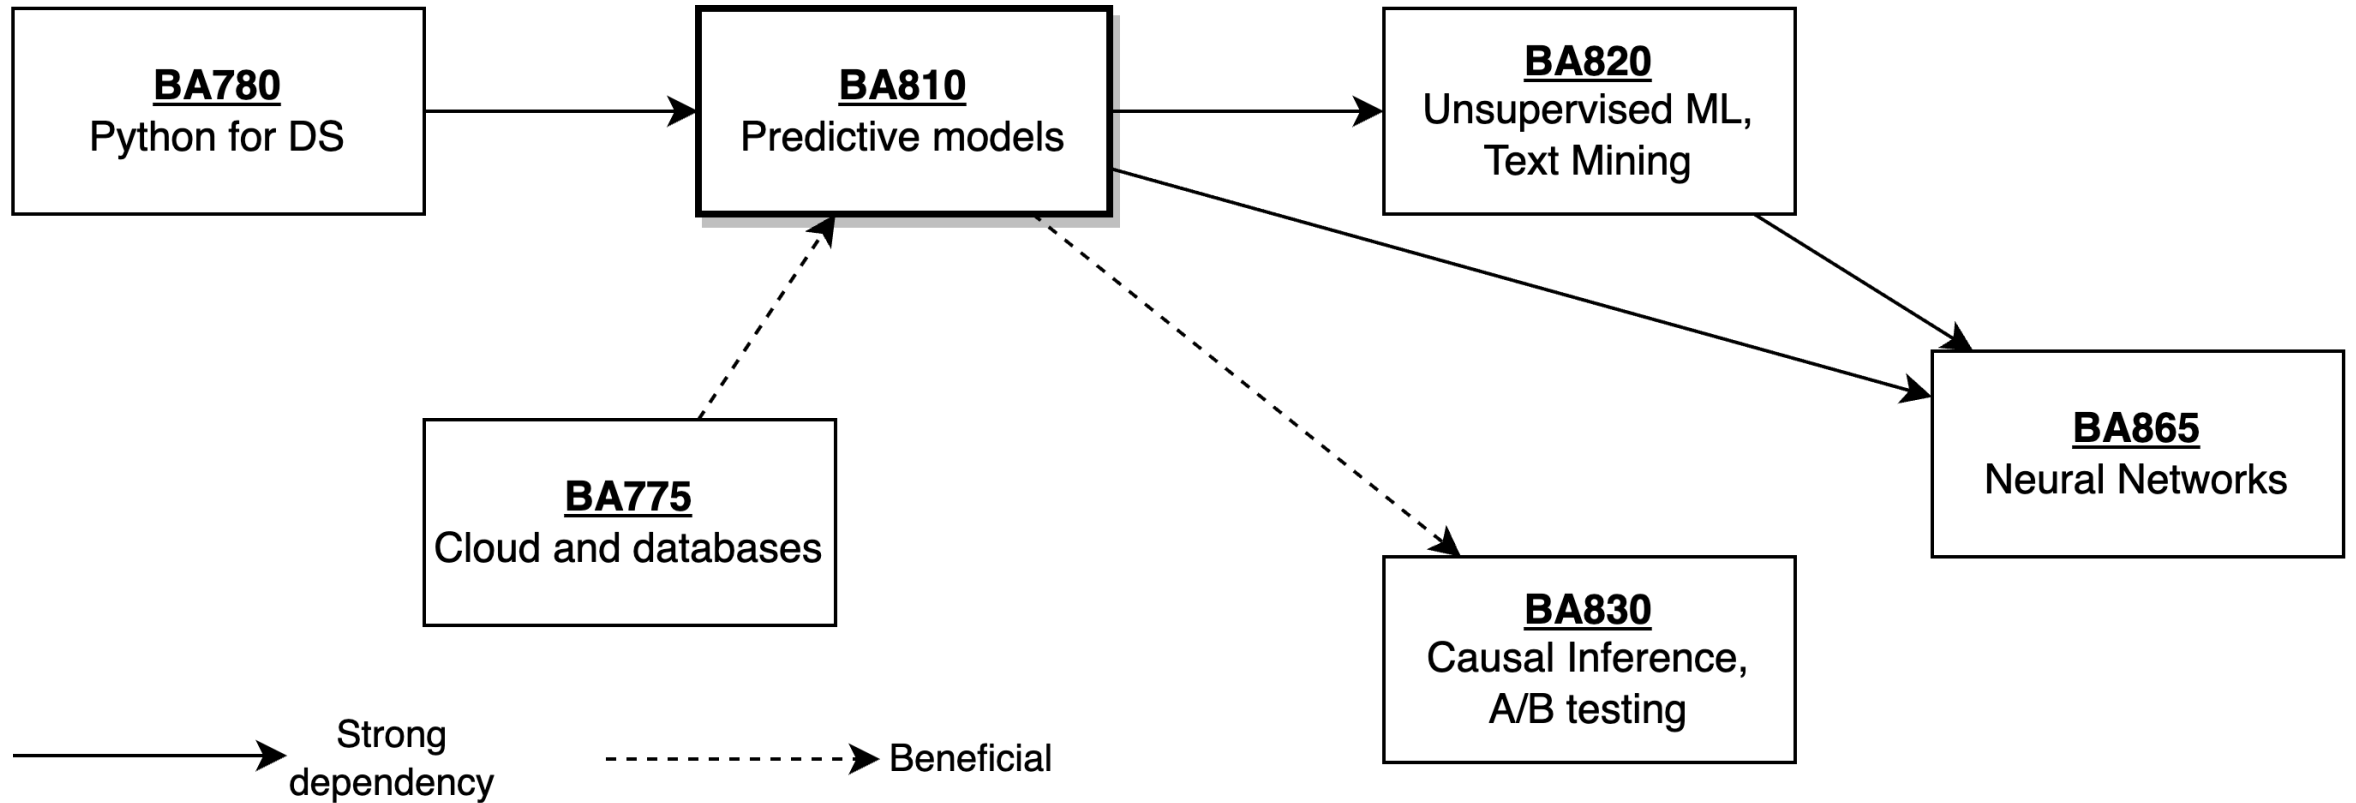 BA780
Python for DS
BA810
Predictive models
BA820
Unsupervised ML,
Text Mining
BA865
Neural Networks
BA775
Cloud and databases
BA830
Causal Inference,
A/B testing
Strong
dependency
Beneficial